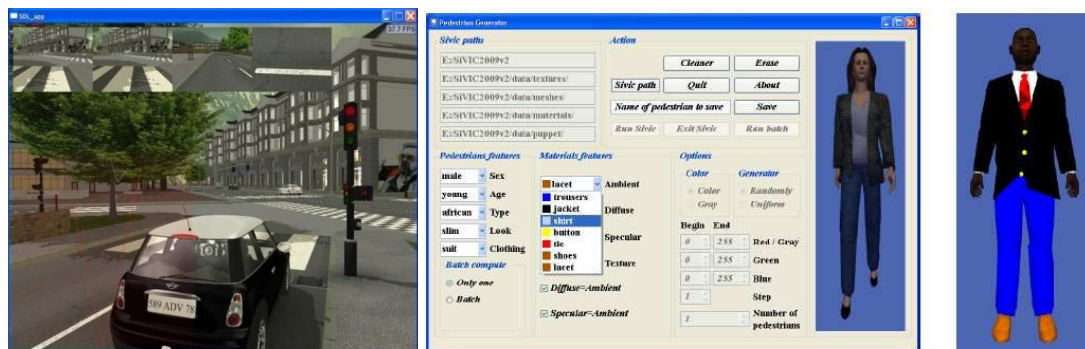 SDL_app
37.7 FPS
589 ADV 78
Pedestrian Generator
Sivic paths
E:/SiVIC2009v2
E:/SiVIC2009v2/data/textures/
E:/SiVIC2009v2/data/meshes/
E:/SiVIC2009v2/data/materials/
E:/SiVIC2009v2/data/puppet/
Action
Cleaner Erase
Sivic path Quit About
Name of pedestrian to save Save
Run Sivic Exit Sivic Run batch
Pedestrians features
male Sex
young Age
african Type
slim Look
suit Clothing
Batch compute
Only one
Batch
Materials features
lacet Ambient
trousers
jacket
shirt
button
tie
shoes
lacet
Diffuse
Specular
Texture
Diffuse=Ambient
Specular=Ambient
Options
Color Generator
Color Randomly
Gray Uniform
Begin End
0 255 Red / Gray
0 255 Green
0 255 Blue
1 Step
1 Number of pedestrians